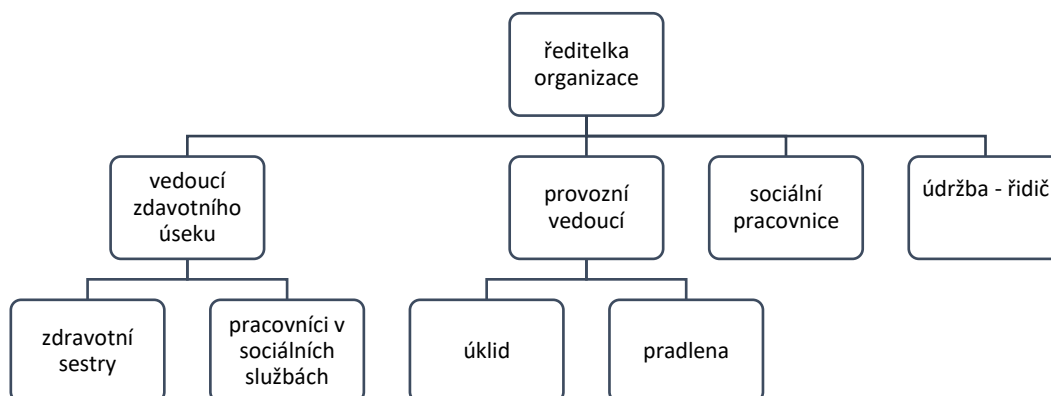 ředitelka
organizace
vedoucí
zdavotního
úseku
provozní
vedoucí
sociální
pracovnice
údržba - řidič
zdravotní
sestry
pracovníci v
sociálních
službách
úklid
pradlena